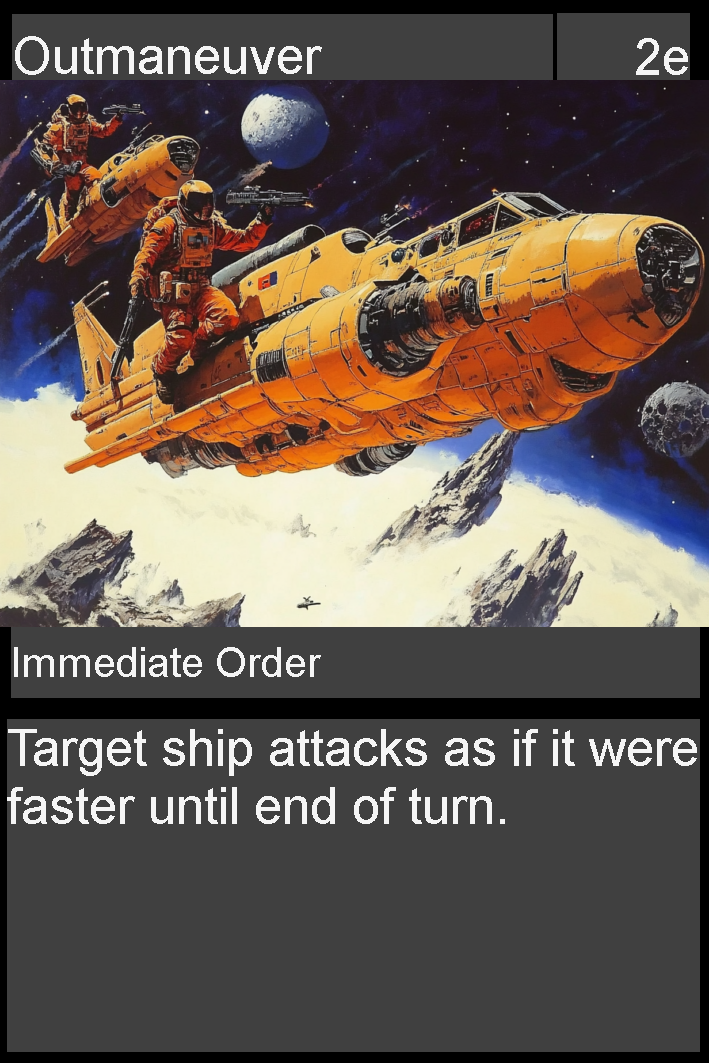 Outmaneuver
2e
Immediate Order
Target ship attacks as if it were
faster until end of turn.